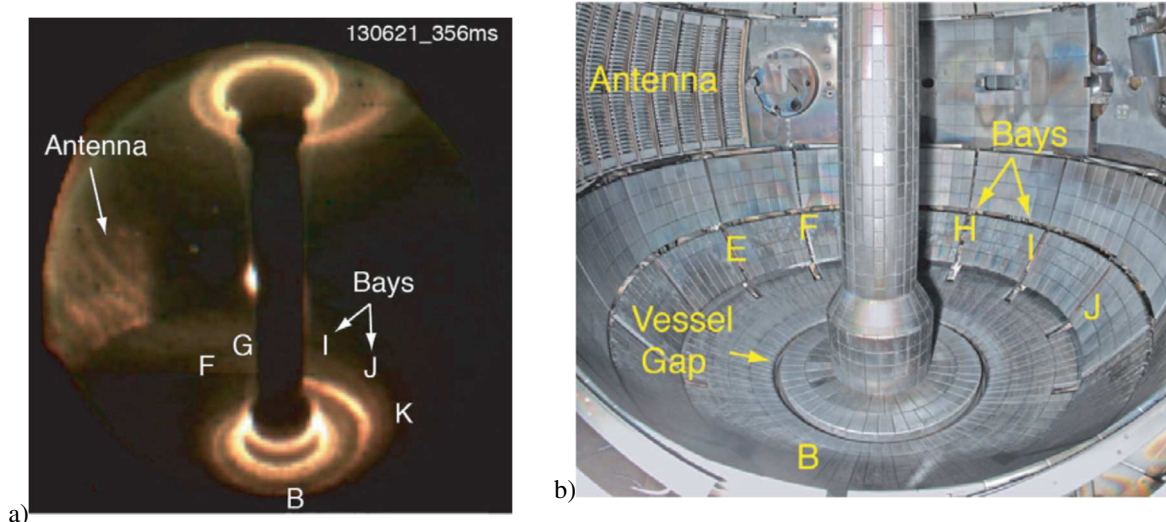 130621_356ms
Antenna
Bays
G
I
F
J
K
B
a)
Antenna
Bays
E
F
H
I
J
Vessel
Gap
B
b)